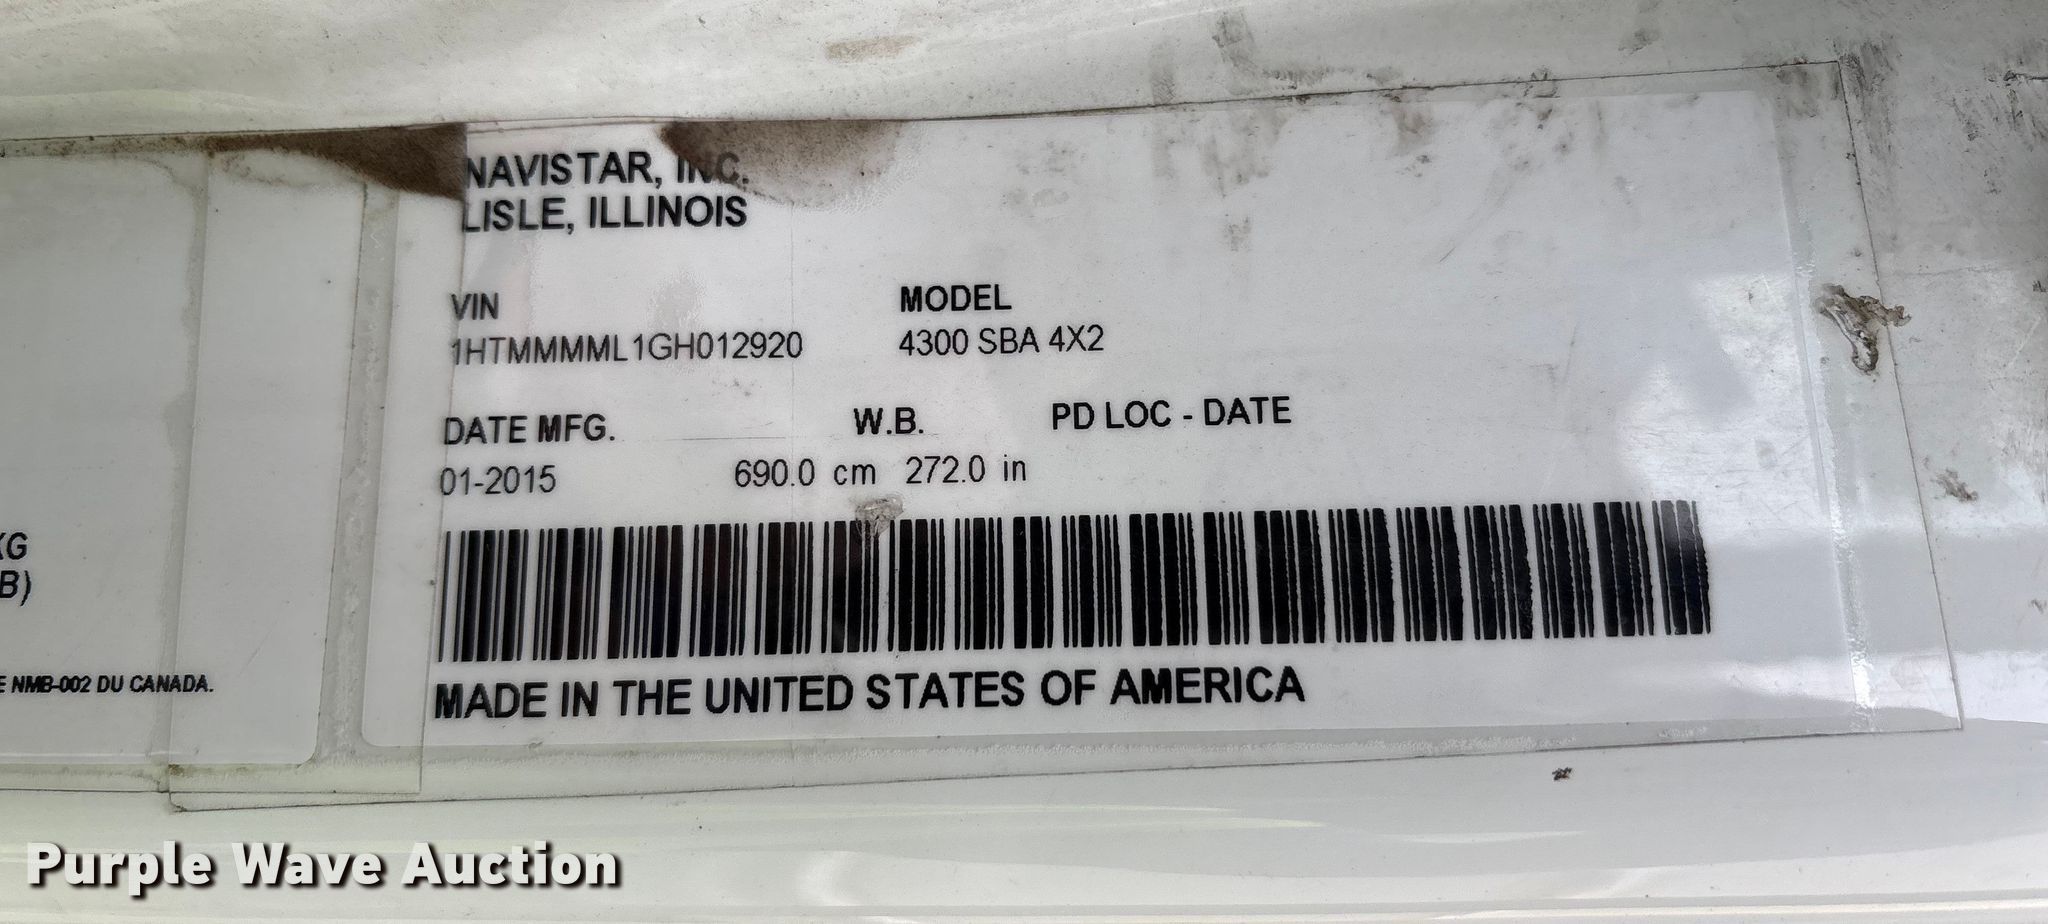 NAVISTAR, INC.
LISLE, ILLINOIS
VIN
MODEL
1HTMMMML1GH012920
4300 SBA 4X2
DATE MFG.
W.B.
PD LOC - DATE
01-2015
690.0 cm 272.0 in
MADE IN THE UNITED STATES OF AMERICA
KG
B)
E NMB-002 DU CANADA.
Purple Wave Auction